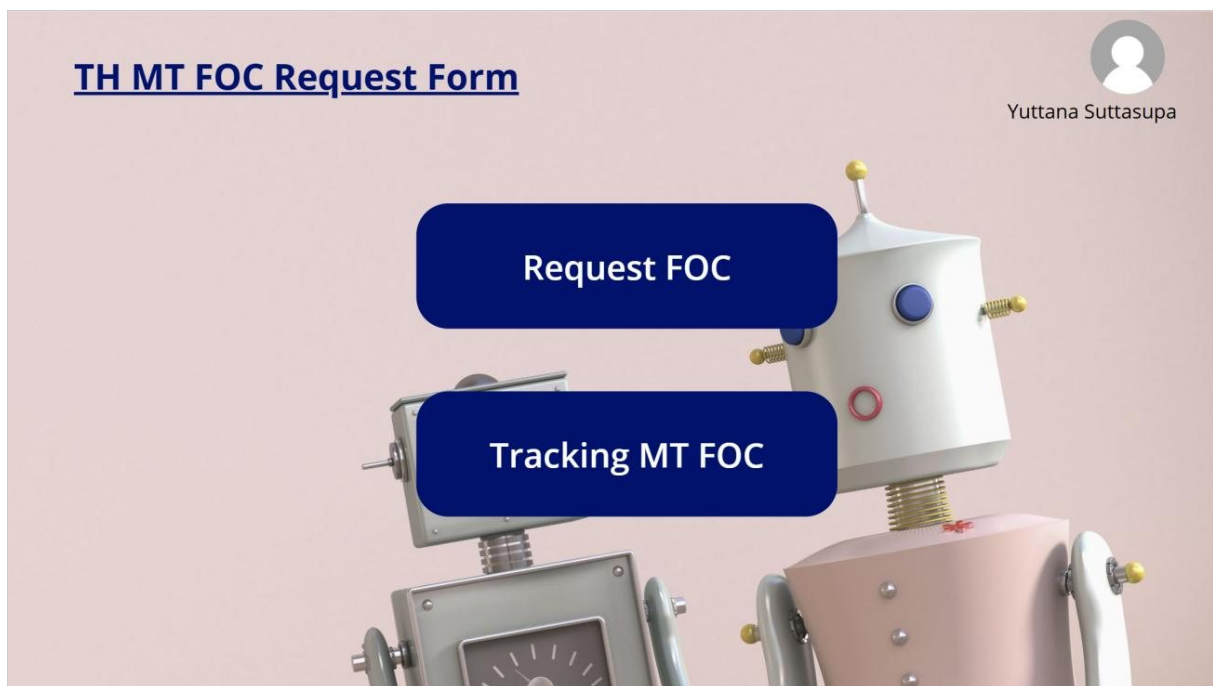 TH MT FOC Request Form
Yuttana Suttasupa
Request FOC
Tracking MT FOC